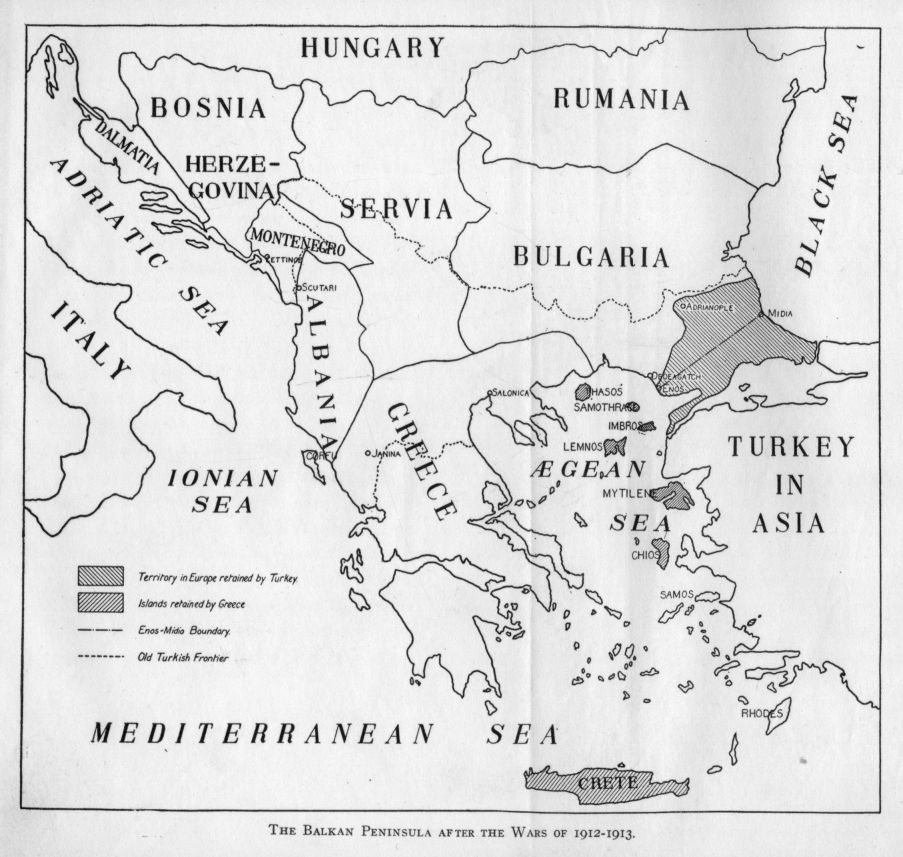 HUNGARY
BOSNIA
RUMANIA
DALMATIA
HERZE-
GOVINA
ADRIATIC SEA
SERVIA
MONTENEGRO
CETTINGE
SCUTARI
BULGARIA
BLACK SEA
ADRIANOPLE
MIDIA
ITALY
ALBANIA
DEDEAGATCH
ENOS
SALONICA
THASOS
SAMOTHRACE
IMBROS
LEMNOS
GREECE
CORFU
JANINA
ÆGEAN
SEA
MYTILENE
TURKEY
IN
ASIA
IONIAN
SEA
CHIOS
SAMOS
Territory in Europe retained by Turkey.
Islands retained by Greece
Enos-Midia Boundary.
Old Turkish Frontier
RHODES
MEDITERRANEAN SEA
CRETE
THE BALKAN PENINSULA AFTER THE WARS OF 1912-1913.